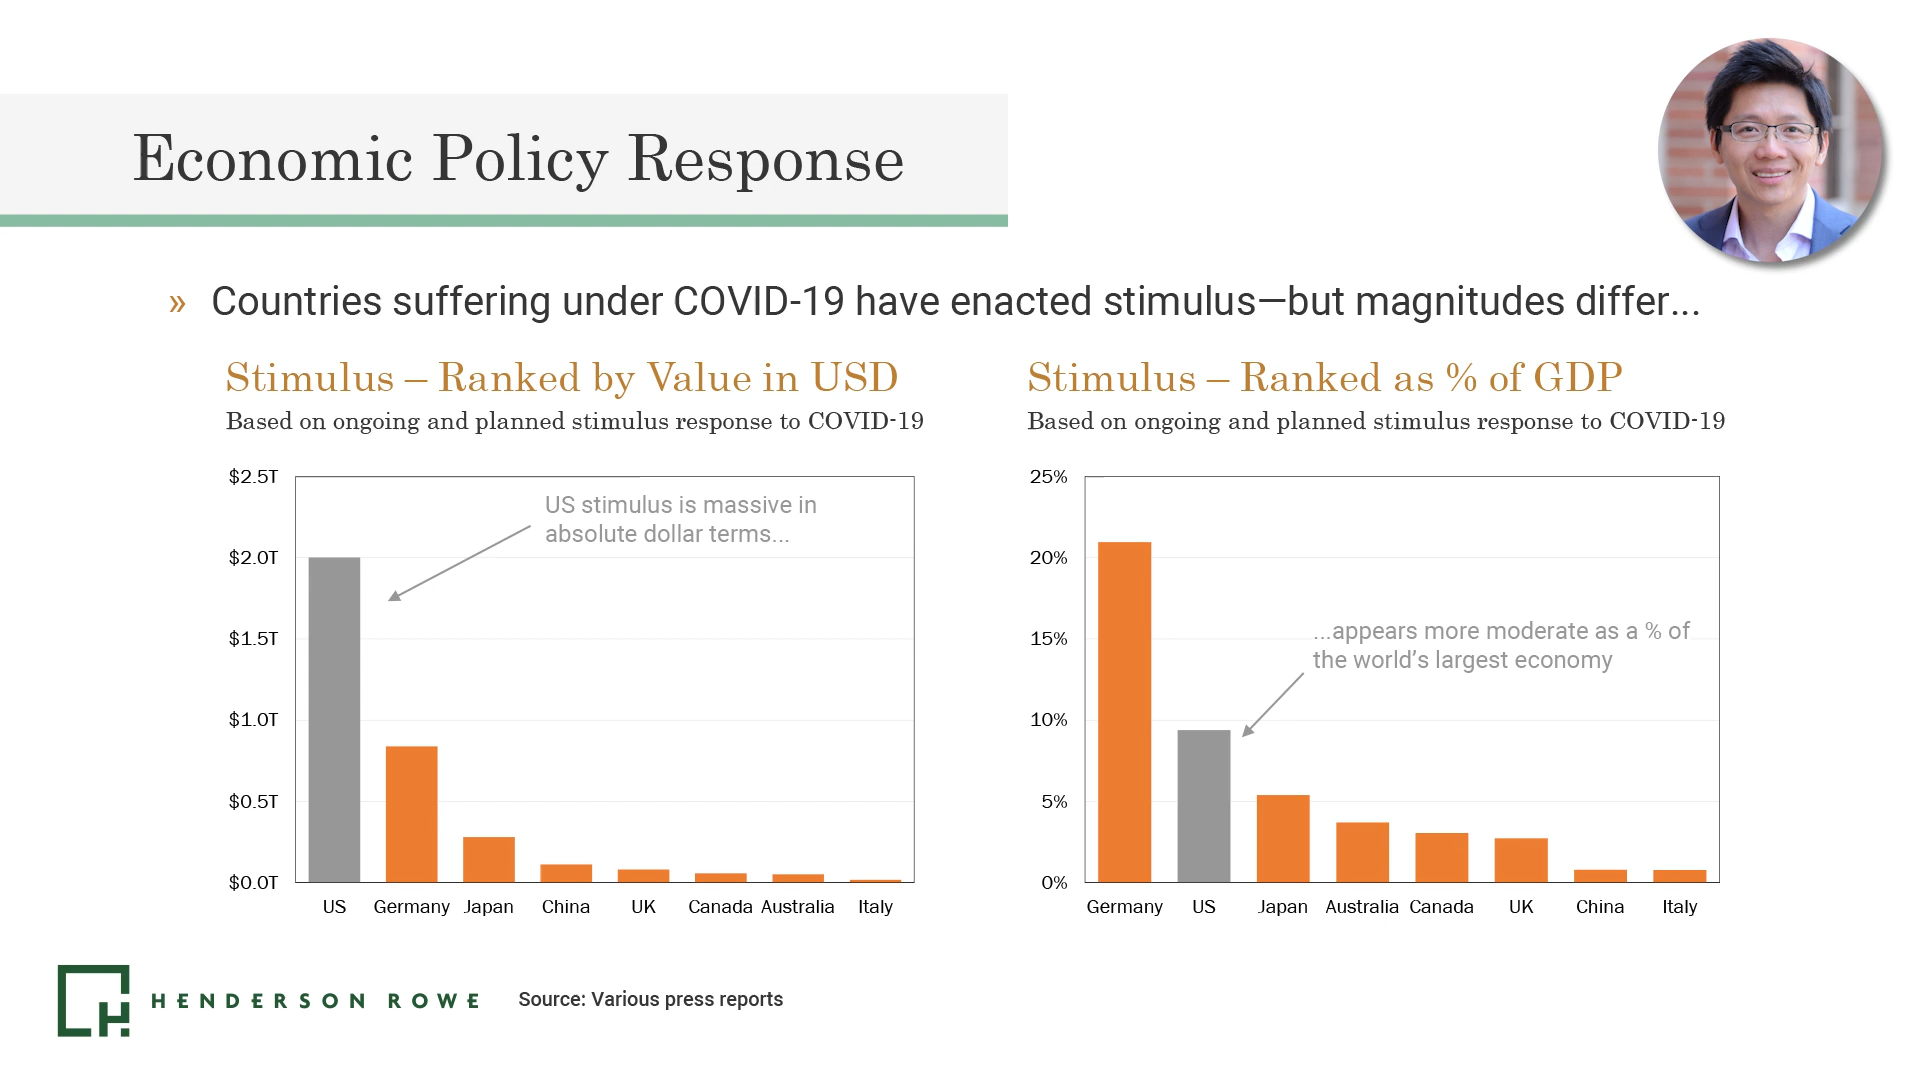 Economic Policy Response
» Countries suffering under COVID-19 have enacted stimulus—but magnitudes differ...
Stimulus – Ranked by Value in USD
Based on ongoing and planned stimulus response to COVID-19
$2.5T
$2.0T
$1.5T
$1.0T
$0.5T
$0.0T
US stimulus is massive in
absolute dollar terms...
US Germany Japan China UK Canada Australia Italy
Stimulus – Ranked as % of GDP
Based on ongoing and planned stimulus response to COVID-19
25%
20%
15%
10%
5%
0%
...appears more moderate as a % of
the world’s largest economy
Germany US Japan Australia Canada UK China Italy
HENDERSON ROWE
Source: Various press reports